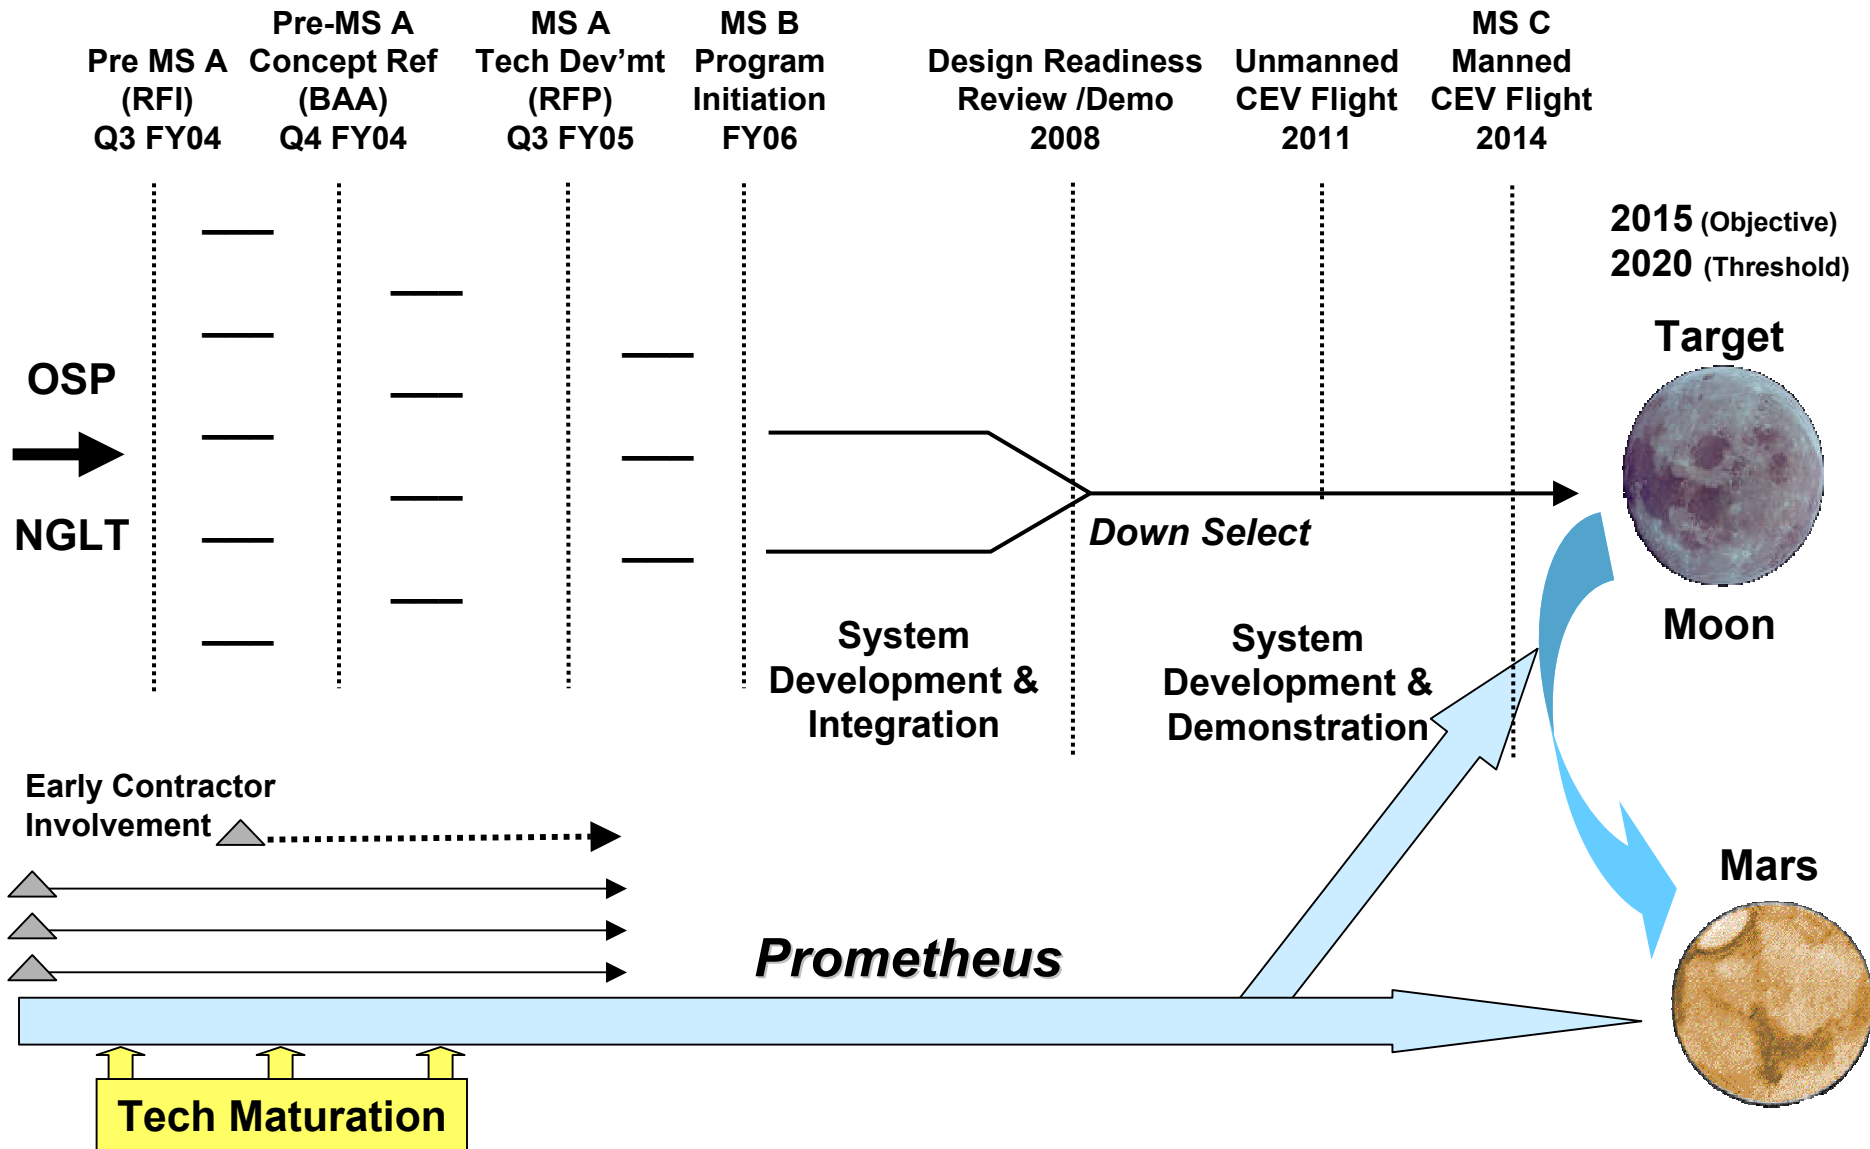 Pre MS A
(RFI)
Q3 FY04
Pre-MS A
Concept Ref
(BAA)
Q4 FY04
MS A
Tech Dev’mt
(RFP)
Q3 FY05
MS B
Program
Initiation
FY06
Design Readiness
Review /Demo
2008
Unmanned
CEV Flight
2011
MS C
Manned
CEV Flight
2014
2015 (Objective)
2020 (Threshold)
Target
OSP
NGLT
Down Select
Moon
System
Development &
Integration
System
Development &
Demonstration
Early Contractor
Involvement
Mars
Prometheus
Tech Maturation